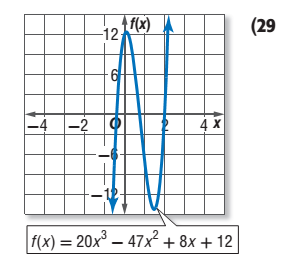 f(x)
(29
12
6
−4 −2 O 2 4 x
−6
−12
f(x) = 20x³ − 47x² + 8x + 12